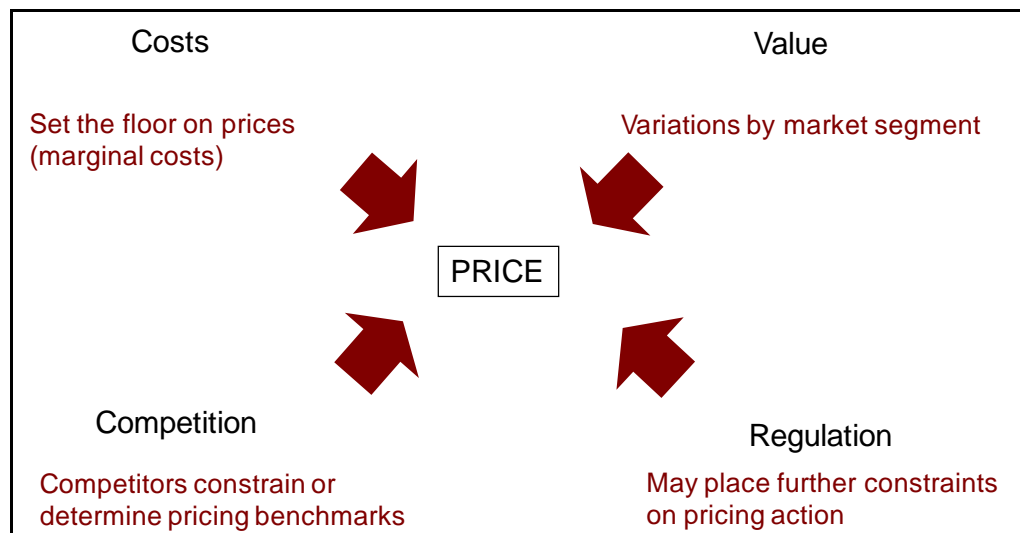 Costs
Set the floor on prices
(marginal costs)
Value
Variations by market segment
PRICE
Competition
Competitors constrain or
determine pricing benchmarks
Regulation
May place further constraints
on pricing action